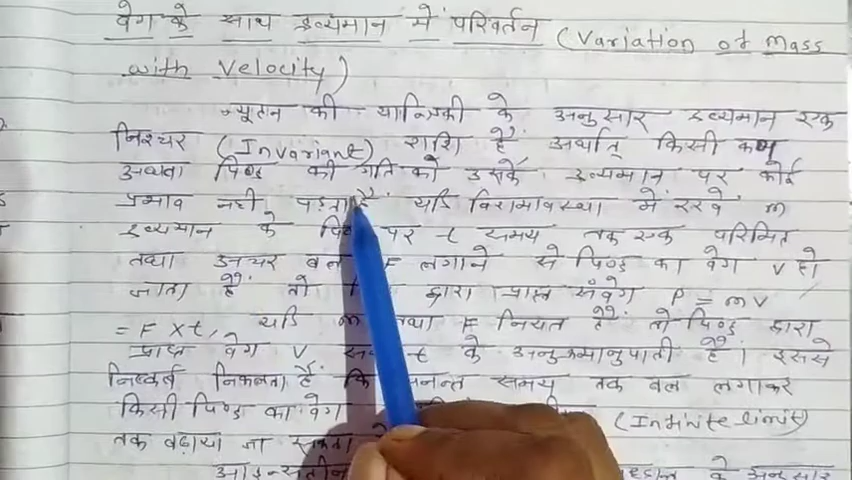 वेग के साथ द्रव्यमान में परिवर्तन (Variation of Mass
with Velocity)
न्यूटन की यान्त्रिकी के अनुसार द्रव्यमान एक
निश्चर (Invariant) राशि है अर्थात् किसी कण
अथवा पिण्ड की गति का उसके द्रव्यमान पर कोई
प्रभाव नहीं पड़ता है यदि विरामावस्था में रखे m
द्रव्यमान के पर t समय तक एक परिमित
तथा अचर बल F लगाने से पिण्ड का वेग v हो
जाता है तो द्वारा प्राप्त संवेग P = mv
= F x t, यदि m तथा F नियत है तो पिण्ड द्वारा
प्राप्त वेग v t के अनुक्रमानुपाती है। इससे
निष्कर्ष निकलता है कि अनन्त समय तक बल लगाकर
किसी पिण्ड का वेग (Infinite limit)
तक बढ़ाया जा सकता
के अनुसार